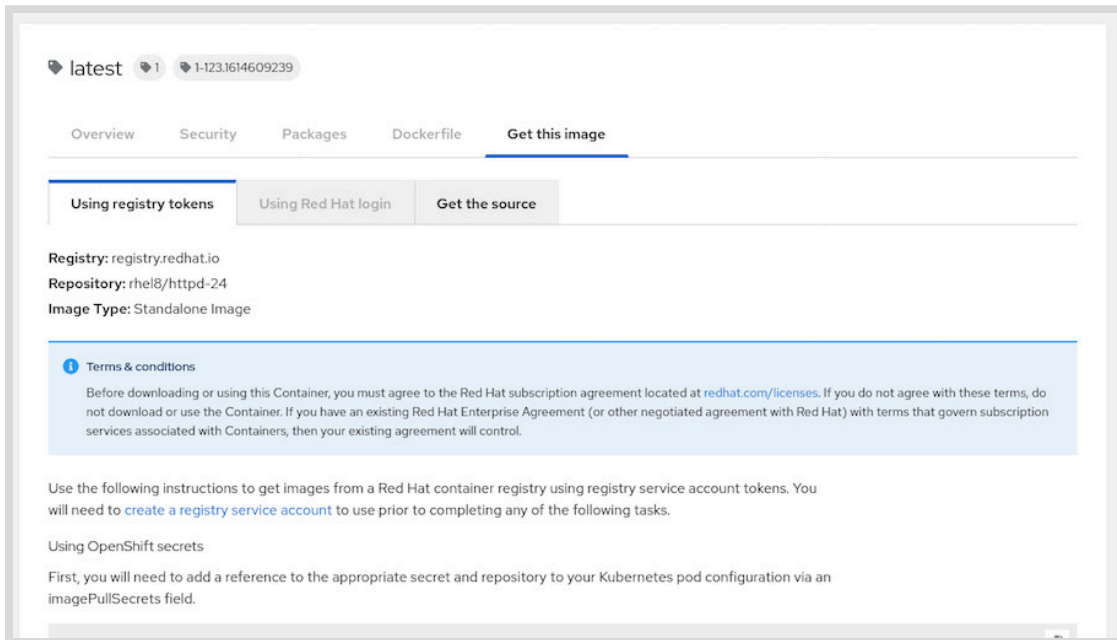 latest 1 1-123.1614609239
Overview Security Packages Dockerfile Get this image
Using registry tokens Using Red Hat login Get the source
Registry: registry.redhat.io
Repository: rhel8/httpd-24
Image Type: Standalone Image
Terms & conditions
Before downloading or using this Container, you must agree to the Red Hat subscription agreement located at redhat.com/licenses. If you do not agree with these terms, do
not download or use the Container. If you have an existing Red Hat Enterprise Agreement (or other negotiated agreement with Red Hat) with terms that govern subscription
services associated with Containers, then your existing agreement will control.
Use the following instructions to get images from a Red Hat container registry using registry service account tokens. You
will need to create a registry service account to use prior to completing any of the following tasks.
Using OpenShift secrets
First, you will need to add a reference to the appropriate secret and repository to your Kubernetes pod configuration via an
imagePullSecrets field.